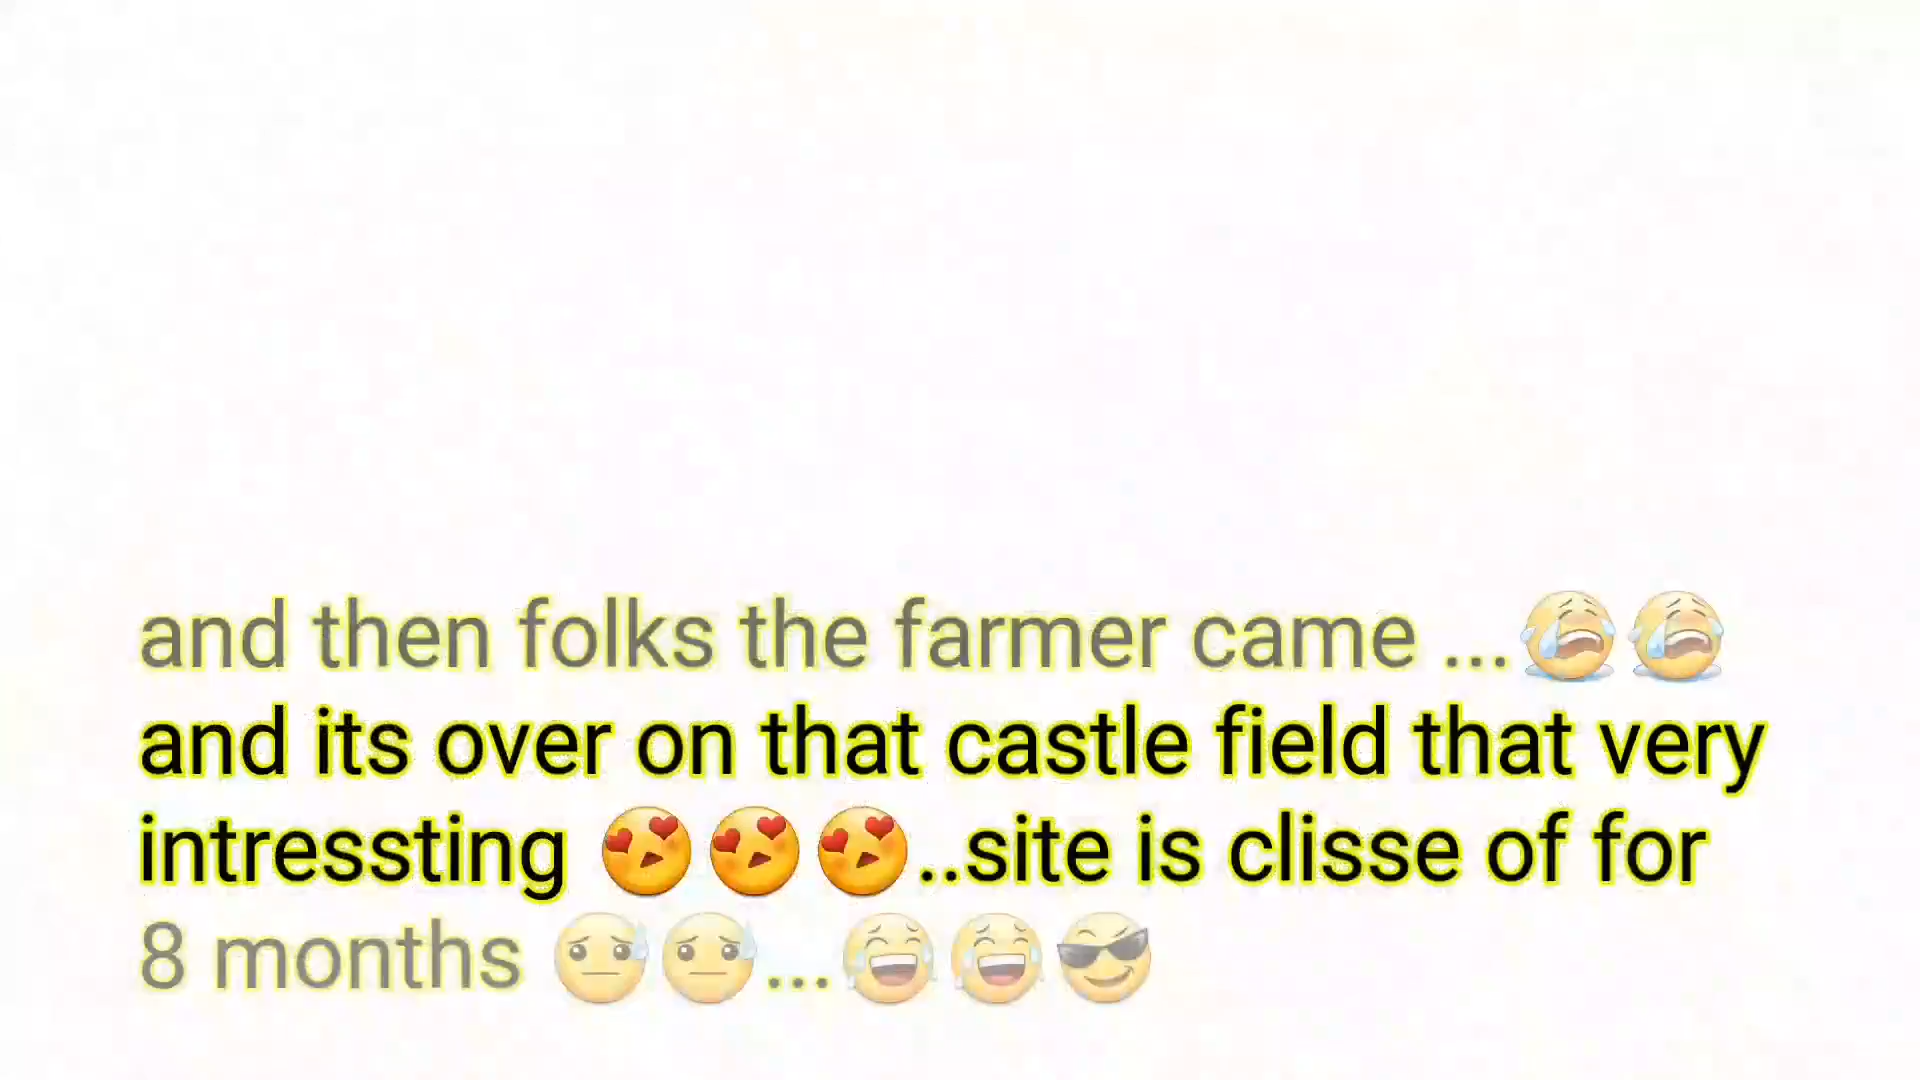 and then folks the farmer came ...😭😭
and its over on that castle field that very
intressting 😍😍😍..site is clisse of for
8 months 😓😓...😂😂😎